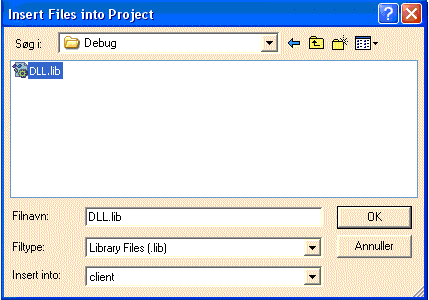 Insert Files into Project
Søg i: Debug
DLL.lib
Filnavn: DLL.lib OK
Filtype: Library Files (.lib) Annuller
Insert into: client